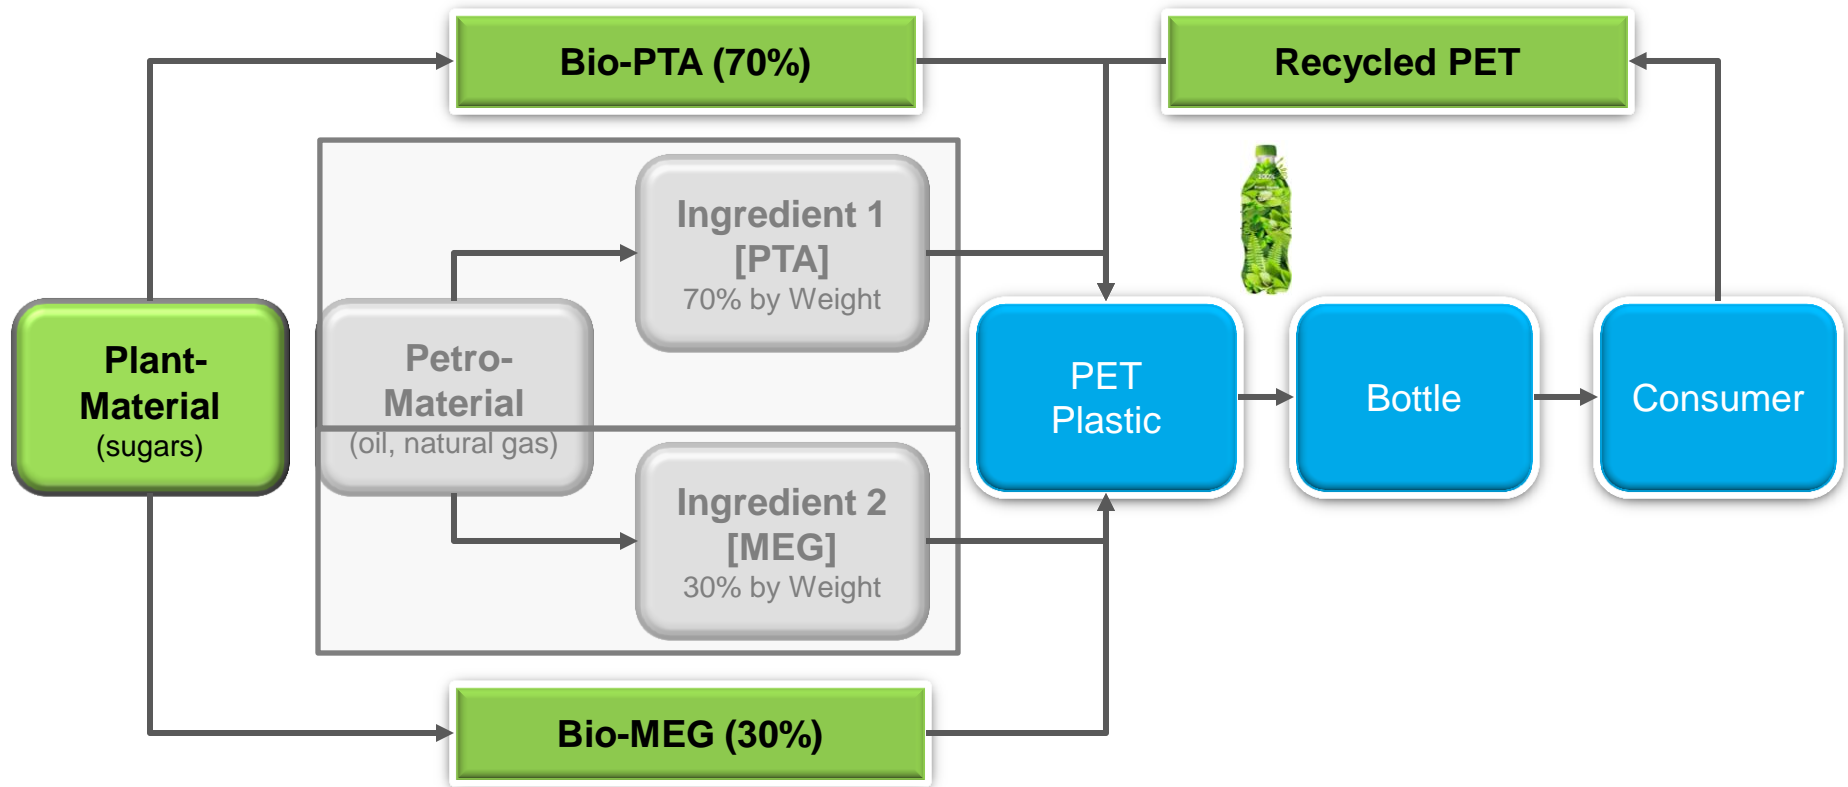 Bio-PTA (70%)
Recycled PET
Ingredient 1
[PTA]
70% by Weight
100%
Plant-
Material
(sugars)
Petro-
Material
(oil, natural gas)
PET
Plastic
Bottle
Consumer
Ingredient 2
[MEG]
30% by Weight
Bio-MEG (30%)